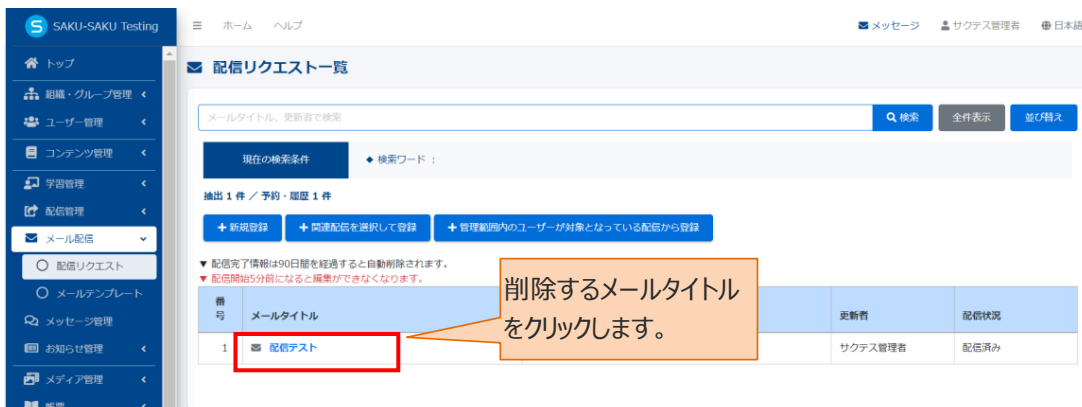 SAKU-SAKU Testing
ホーム ヘルプ
メッセージ サクテス管理者 日本語
トップ
組織・グループ管理
ユーザー管理
コンテンツ管理
学習管理
配信管理
メール配信
配信リクエスト
メールテンプレート
メッセージ管理
お知らせ管理
メディア管理
配信リクエスト一覧
メールタイトル、更新者で検索
検索 全件表示 並び替え
現在の検索条件 ◆ 検索ワード :
抽出 1 件 / 予約・履歴 1 件
+ 新規登録 + 関連配信を選択して登録 + 管理範囲内のユーザーが対象となっている配信から登録
▼ 配信完了情報は90日間を経過すると自動削除されます。
▼ 配信開始5分前になると編集ができなくなります。
番号 メールタイトル 更新者 配信状況
1 配信テスト サクテス管理者 配信済み
削除するメールタイトル
をクリックします。